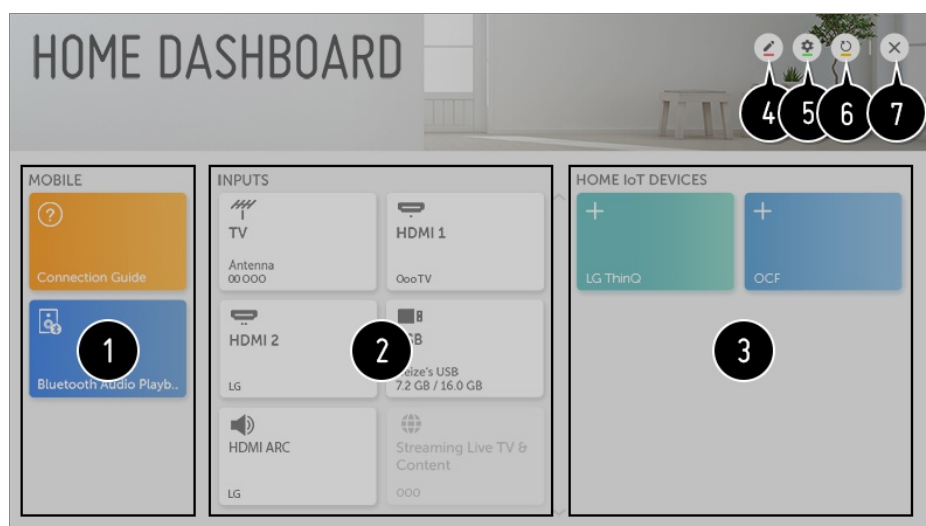 HOME DASHBOARD
4 5 6 7
MOBILE
Connection Guide
1
Bluetooth Audio Playb..
INPUTS
TV
Antenna
00 000
HDMI 1
OooTV
HDMI 2
LG
2
USB
7.2 GB / 16.0 GB
HDMI ARC
LG
Streaming Live TV &
Content
OOO
HOME IoT DEVICES
LG ThinQ
OCF
3